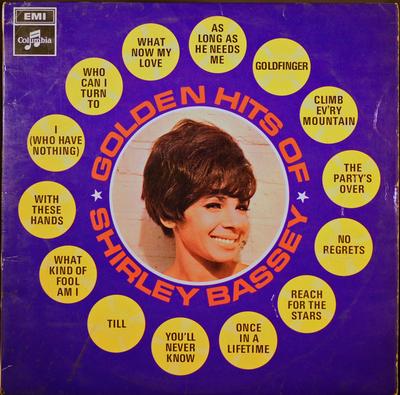 EMI
Columbia
GOLDEN HITS OF
SHIRLEY BASSEY
AS
LONG AS
HE NEEDS
ME
GOLDFINGER
CLIMB
EV'RY
MOUNTAIN
THE
PARTY'S
OVER
NO
REGRETS
REACH
FOR THE
STARS
ONCE
IN A
LIFETIME
YOU'LL
NEVER
KNOW
TILL
WHAT
KIND OF
FOOL
AM I
WITH
THESE
HANDS
I
(WHO HAVE
NOTHING)
WHO
CAN I
TURN
TO
WHAT
NOW MY
LOVE